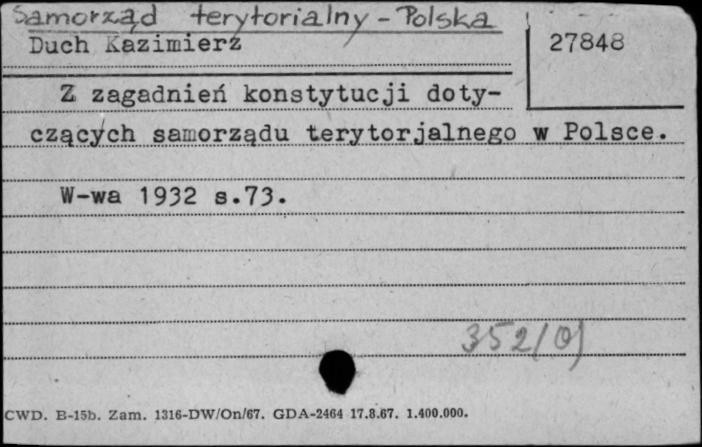 Samorząd terytorialny - Polska
Duch Kazimierz 27848
Z zagadnień konstytucji doty-
czących samorządu terytorjalnego w Polsce.
W-wa 1932 s.73.
352(0)
CWD. B-15b. Zam. 1316-DW/On/67. GDA-2464 17.8.67. 1.400.000.